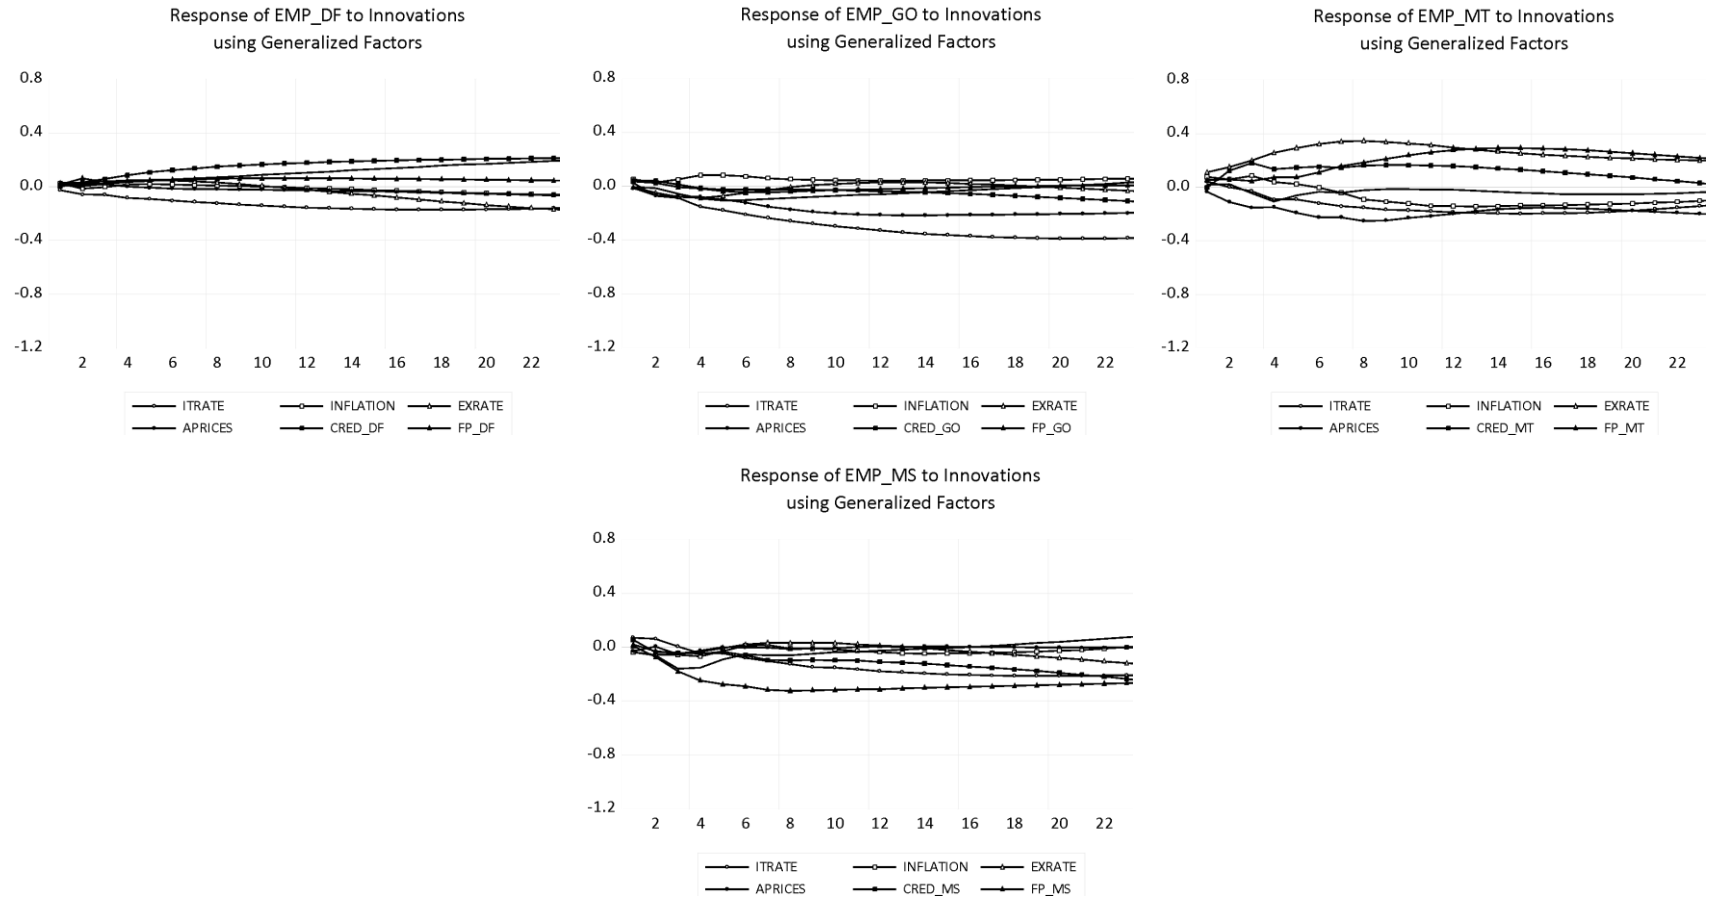 Response of EMP_DF to Innovations
using Generalized Factors
0.8
0.4
0.0
-0.4
-0.8
-1.2
2 4 6 8 10 12 14 16 18 20 22
ITRATE INFLATION EXRATE
APRICES CRED_DF FP_DF
Response of EMP_GO to Innovations
using Generalized Factors
0.8
0.4
0.0
-0.4
-0.8
-1.2
2 4 6 8 10 12 14 16 18 20 22
ITRATE INFLATION EXRATE
APRICES CRED_GO FP_GO
Response of EMP_MT to Innovations
using Generalized Factors
0.8
0.4
0.0
-0.4
-0.8
-1.2
2 4 6 8 10 12 14 16 18 20 22
ITRATE INFLATION EXRATE
APRICES CRED_MT FP_MT
Response of EMP_MS to Innovations
using Generalized Factors
0.8
0.4
0.0
-0.4
-0.8
-1.2
2 4 6 8 10 12 14 16 18 20 22
ITRATE INFLATION EXRATE
APRICES CRED_MS FP_MS